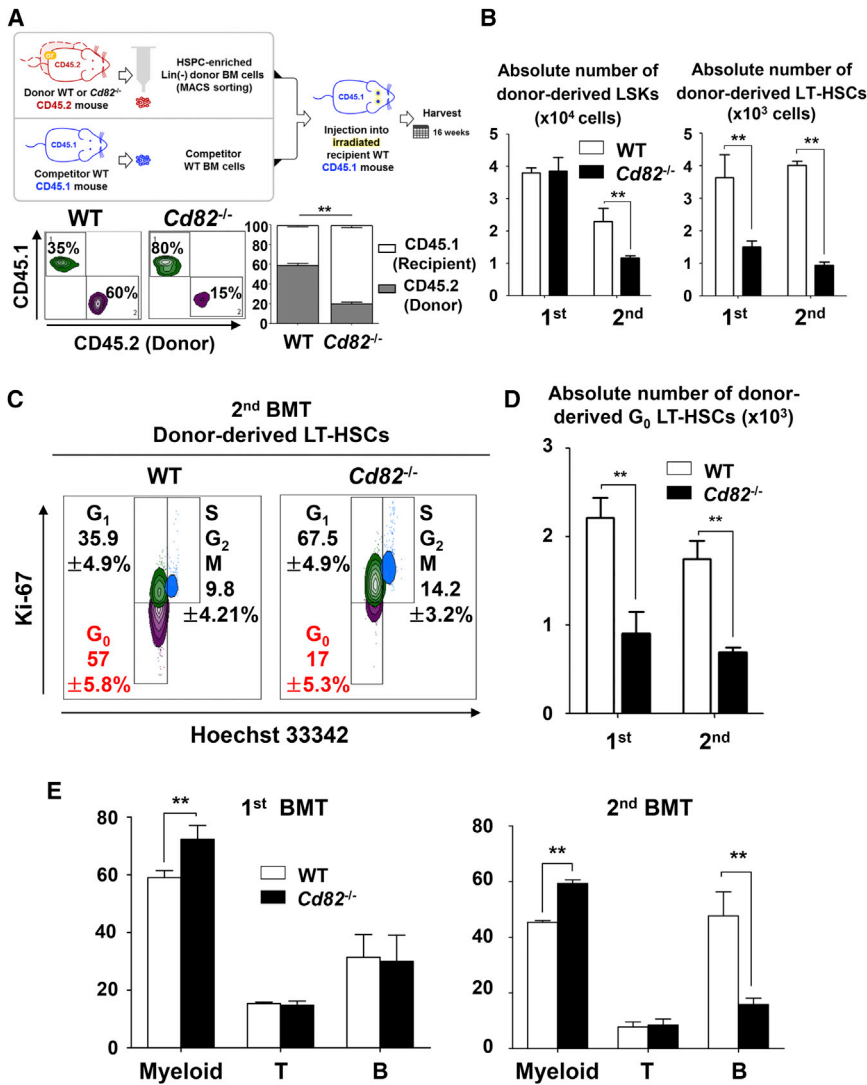 A
CD45.2
Donor WT or Cd82-/-
CD45.2 mouse
HSPC-enriched
Lin(-) donor BM cells
(MACS sorting)
CD45.1
Competitor WT
CD45.1 mouse
Competitor
WT BM cells
CD45.1
Injection into
irradiated
recipient WT
CD45.1 mouse
Harvest
16 weeks
WT
Cd82-/-
CD45.1
1
35%
60%
2
1
80%
15%
2
CD45.2 (Donor)
**
100
80
60
40
20
0
WT Cd82-/-
CD45.1
(Recipient)
CD45.2
(Donor)
B
Absolute number of
donor-derived LSKs
(x10⁴ cells)
5
4
3
2
1
0
**
1st 2nd
WT
Cd82-/-
Absolute number of
donor-derived LT-HSCs
(x10³ cells)
5
4
3
2
1
0
** **
1st 2nd
C
2nd BMT
Donor-derived LT-HSCs
WT
Cd82-/-
Ki-67
G₁
35.9
±4.9%
S
G₂
M
9.8
±4.21%
G₀
57
±5.8%
G₁
67.5
±4.9%
S
G₂
M
14.2
±3.2%
G₀
17
±5.3%
Hoechst 33342
D
Absolute number of donor-
derived G₀ LT-HSCs (x10³)
3
2
1
0
**
**
WT
Cd82-/-
1st 2nd
E
1st BMT
80
60
40
20
0
**
WT
Cd82-/-
Myeloid T B
2nd BMT
80
60
40
20
0
** **
Myeloid T B